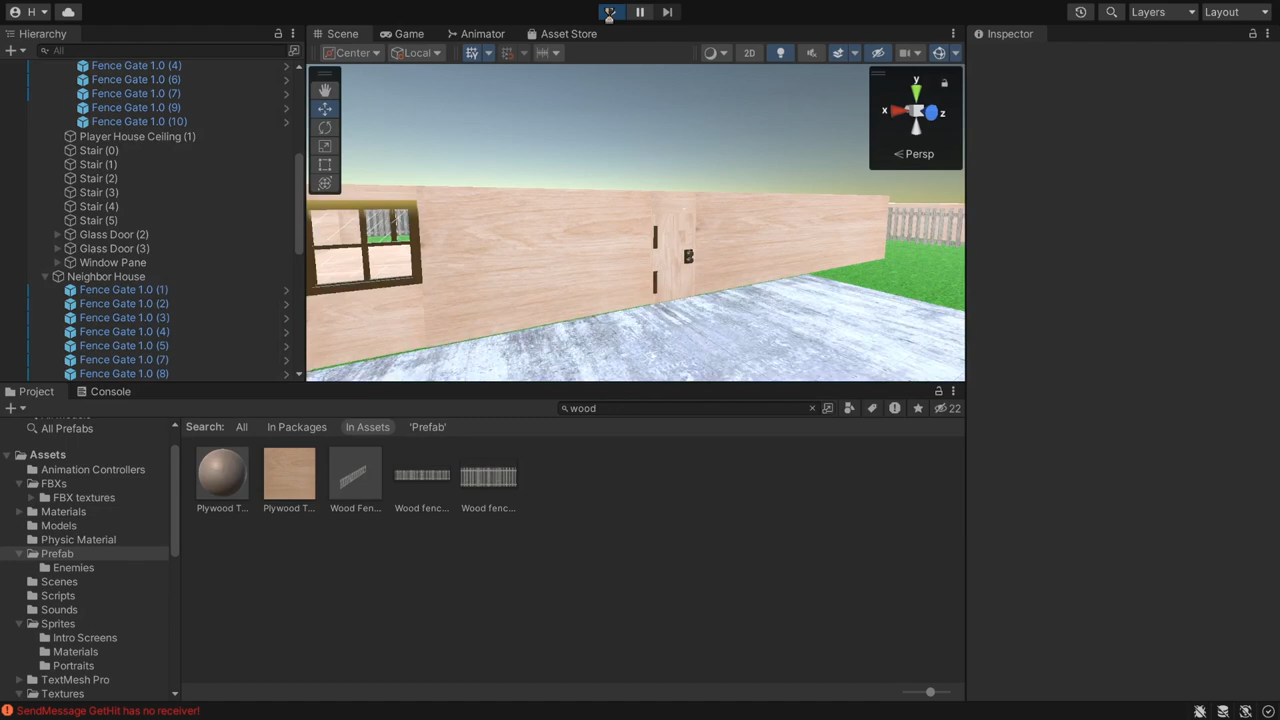 H
Layers
Layout
Hierarchy
All
Fence Gate 1.0 (4)
Fence Gate 1.0 (6)
Fence Gate 1.0 (7)
Fence Gate 1.0 (9)
Fence Gate 1.0 (10)
Player House Ceiling (1)
Stair (0)
Stair (1)
Stair (2)
Stair (3)
Stair (4)
Stair (5)
Glass Door (2)
Glass Door (3)
Window Pane
Neighbor House
Fence Gate 1.0 (1)
Fence Gate 1.0 (2)
Fence Gate 1.0 (3)
Fence Gate 1.0 (4)
Fence Gate 1.0 (5)
Fence Gate 1.0 (7)
Fence Gate 1.0 (8)
Scene
Game
Animator
Asset Store
Center
Local
2D
y
x
z
Persp
Inspector
Project
Console
wood
22
All Prefabs
Assets
Animation Controllers
FBXs
FBX textures
Materials
Models
Physic Material
Prefab
Enemies
Scenes
Scripts
Sounds
Sprites
Intro Screens
Materials
Portraits
TextMesh Pro
Textures
Search:
All
In Packages
In Assets
'Prefab'
Plywood T...
Plywood T...
Wood Fen...
Wood fenc...
Wood fenc...
SendMessage GetHit has no receiver!